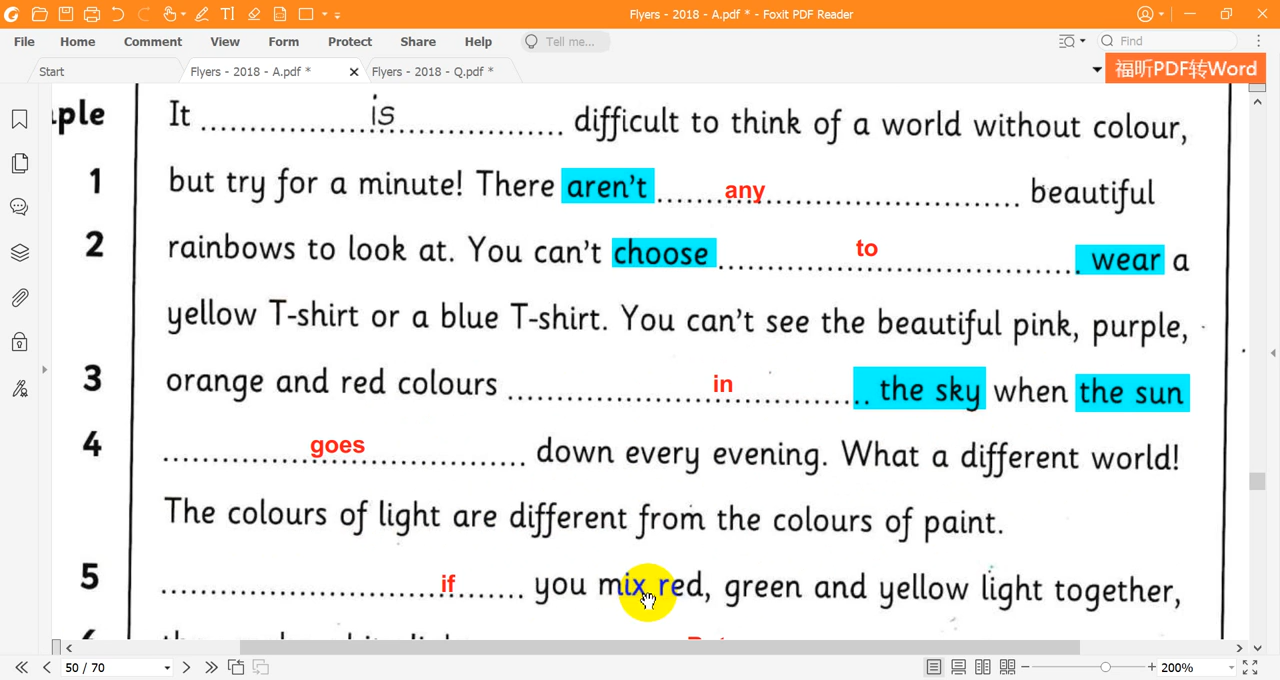 Flyers - 2018 - A.pdf * - Foxit PDF Reader
File Home Comment View Form Protect Share Help Tell me... Find
Start Flyers - 2018 - A.pdf * Flyers - 2018 - Q.pdf * 福昕PDF转Word
ple It is difficult to think of a world without colour,
1 but try for a minute! There aren't any beautiful
2 rainbows to look at. You can't choose to wear a
yellow T-shirt or a blue T-shirt. You can't see the beautiful pink, purple,
3 orange and red colours in the sky when the sun
4 goes down every evening. What a different world!
The colours of light are different from the colours of paint.
5 if you mix red, green and yellow light together,
50 / 70 200%